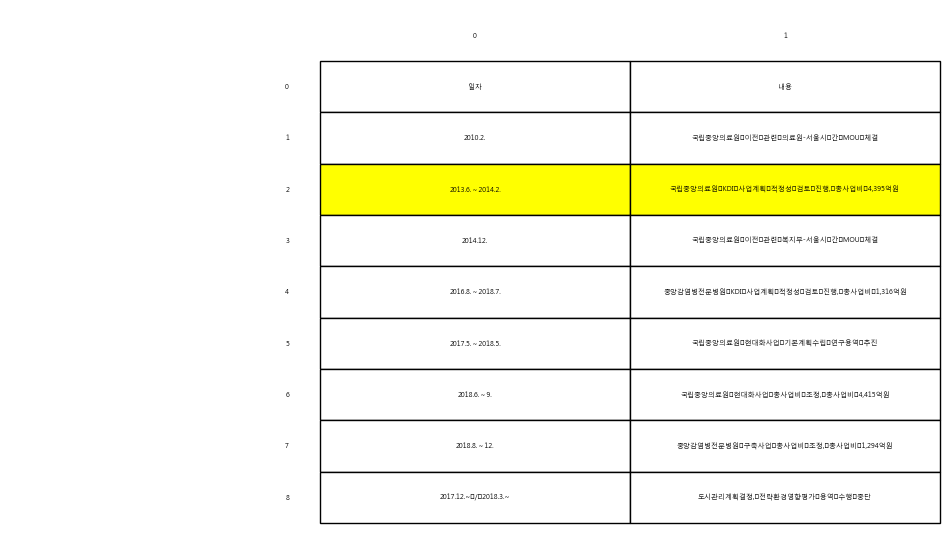 0 1
0 일자 내용
1 2010.2. 국립중앙의료원 이전 관련 의료원-서울시 간 MOU 체결
2 2013.6. ~ 2014.2. 국립중앙의료원 KDI 사업계획 적정성 검토 진행, 총사업비 4,395억원
3 2014.12. 국립중앙의료원 이전 관련 복지부-서울시 간 MOU 체결
4 2016.8. ~ 2018.7. 중앙감염병전문병원 KDI 사업계획 적정성 검토 진행, 총사업비 1,316억원
5 2017.5. ~ 2018.5. 국립중앙의료원 현대화사업 기본계획수립 연구용역 추진
6 2018.6. ~ 9. 국립중앙의료원 현대화사업 총사업비 조정, 총사업비 4,415억원
7 2018.8. ~ 12. 중앙감염병전문병원 구축사업 총사업비 조정, 총사업비 1,294억원
8 2017.12.~ / 2018.3.~ 도시관리계획결정, 전략환경영향평가 용역 수행 중단